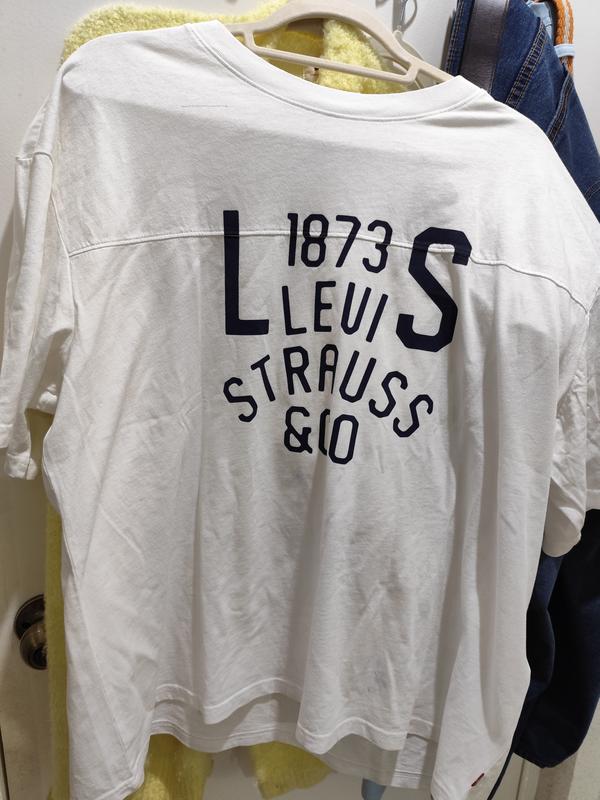 L 1873 S
LEVI
STRAUSS
&CO